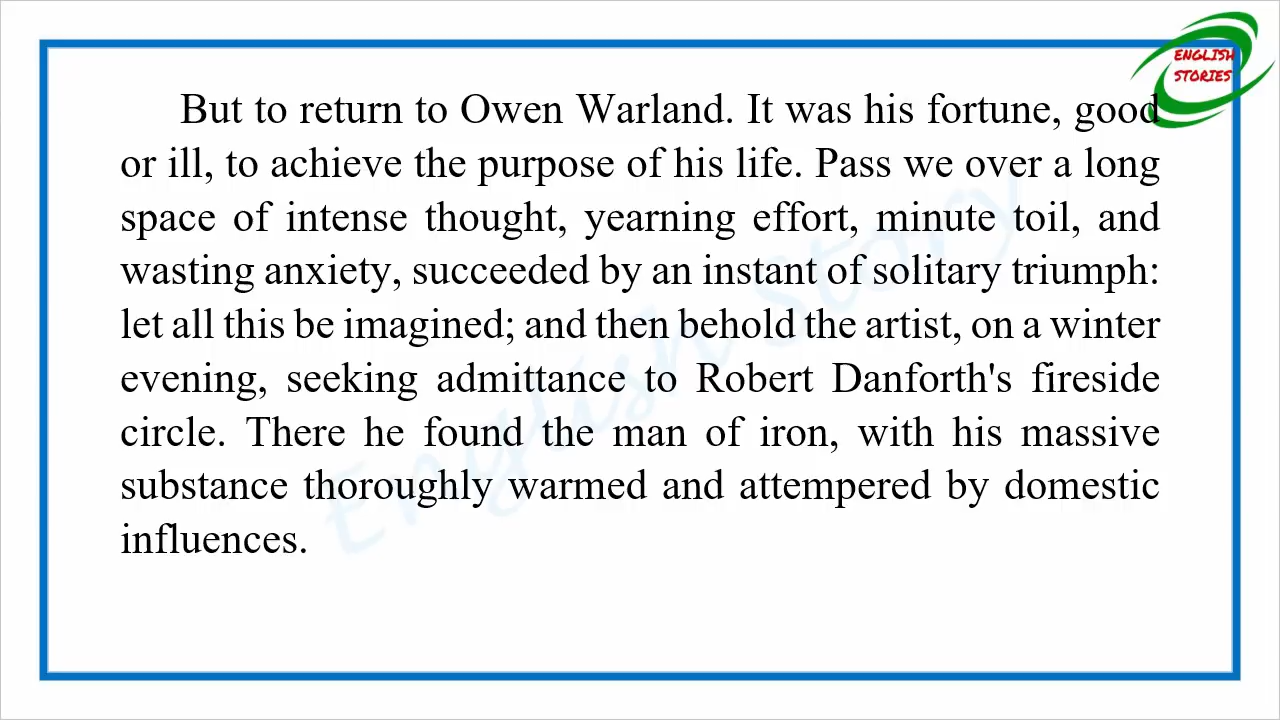 ENGLISH
STORIES
But to return to Owen Warland. It was his fortune, good
or ill, to achieve the purpose of his life. Pass we over a long
space of intense thought, yearning effort, minute toil, and
wasting anxiety, succeeded by an instant of solitary triumph:
let all this be imagined; and then behold the artist, on a winter
evening, seeking admittance to Robert Danforth's fireside
circle. There he found the man of iron, with his massive
substance thoroughly warmed and attempered by domestic
influences.
English Story